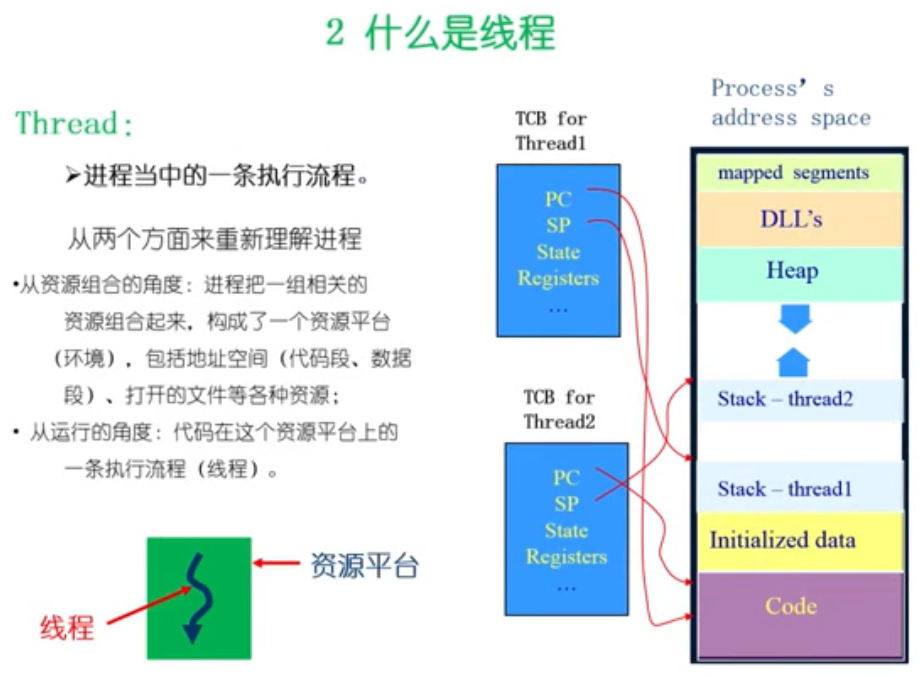 2 什么是线程
Thread:
➢进程当中的一条执行流程。
从两个方面来重新理解进程
•从资源组合的角度：进程把一组相关的
资源组合起来，构成了一个资源平台
（环境），包括地址空间（代码段、数据
段）、打开的文件等各种资源；
• 从运行的角度：代码在这个资源平台上的
一条执行流程（线程）。
资源平台
线程
TCB for
Thread1
PC
SP
State
Registers
...
TCB for
Thread2
PC
SP
State
Registers
...
Process's
address space
mapped segments
DLL's
Heap
Stack – thread2
Stack – thread1
Initialized data
Code